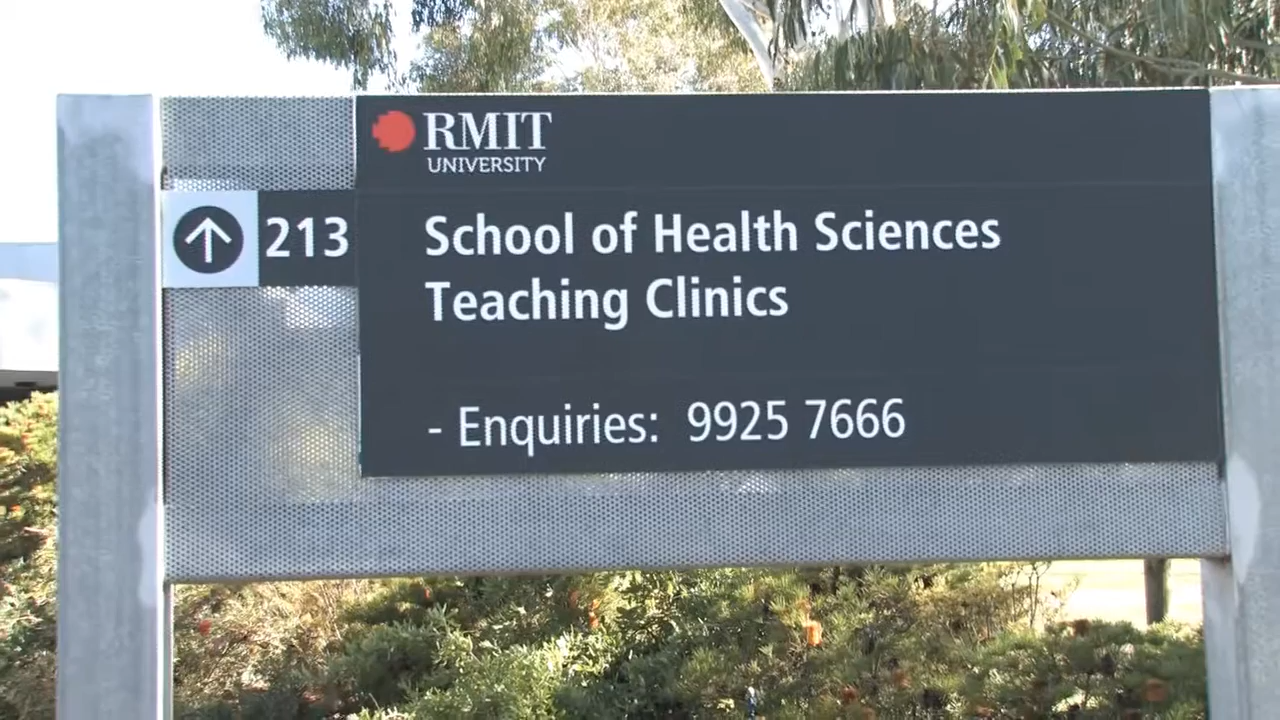 RMIT
UNIVERSITY
213
School of Health Sciences
Teaching Clinics
- Enquiries: 9925 7666